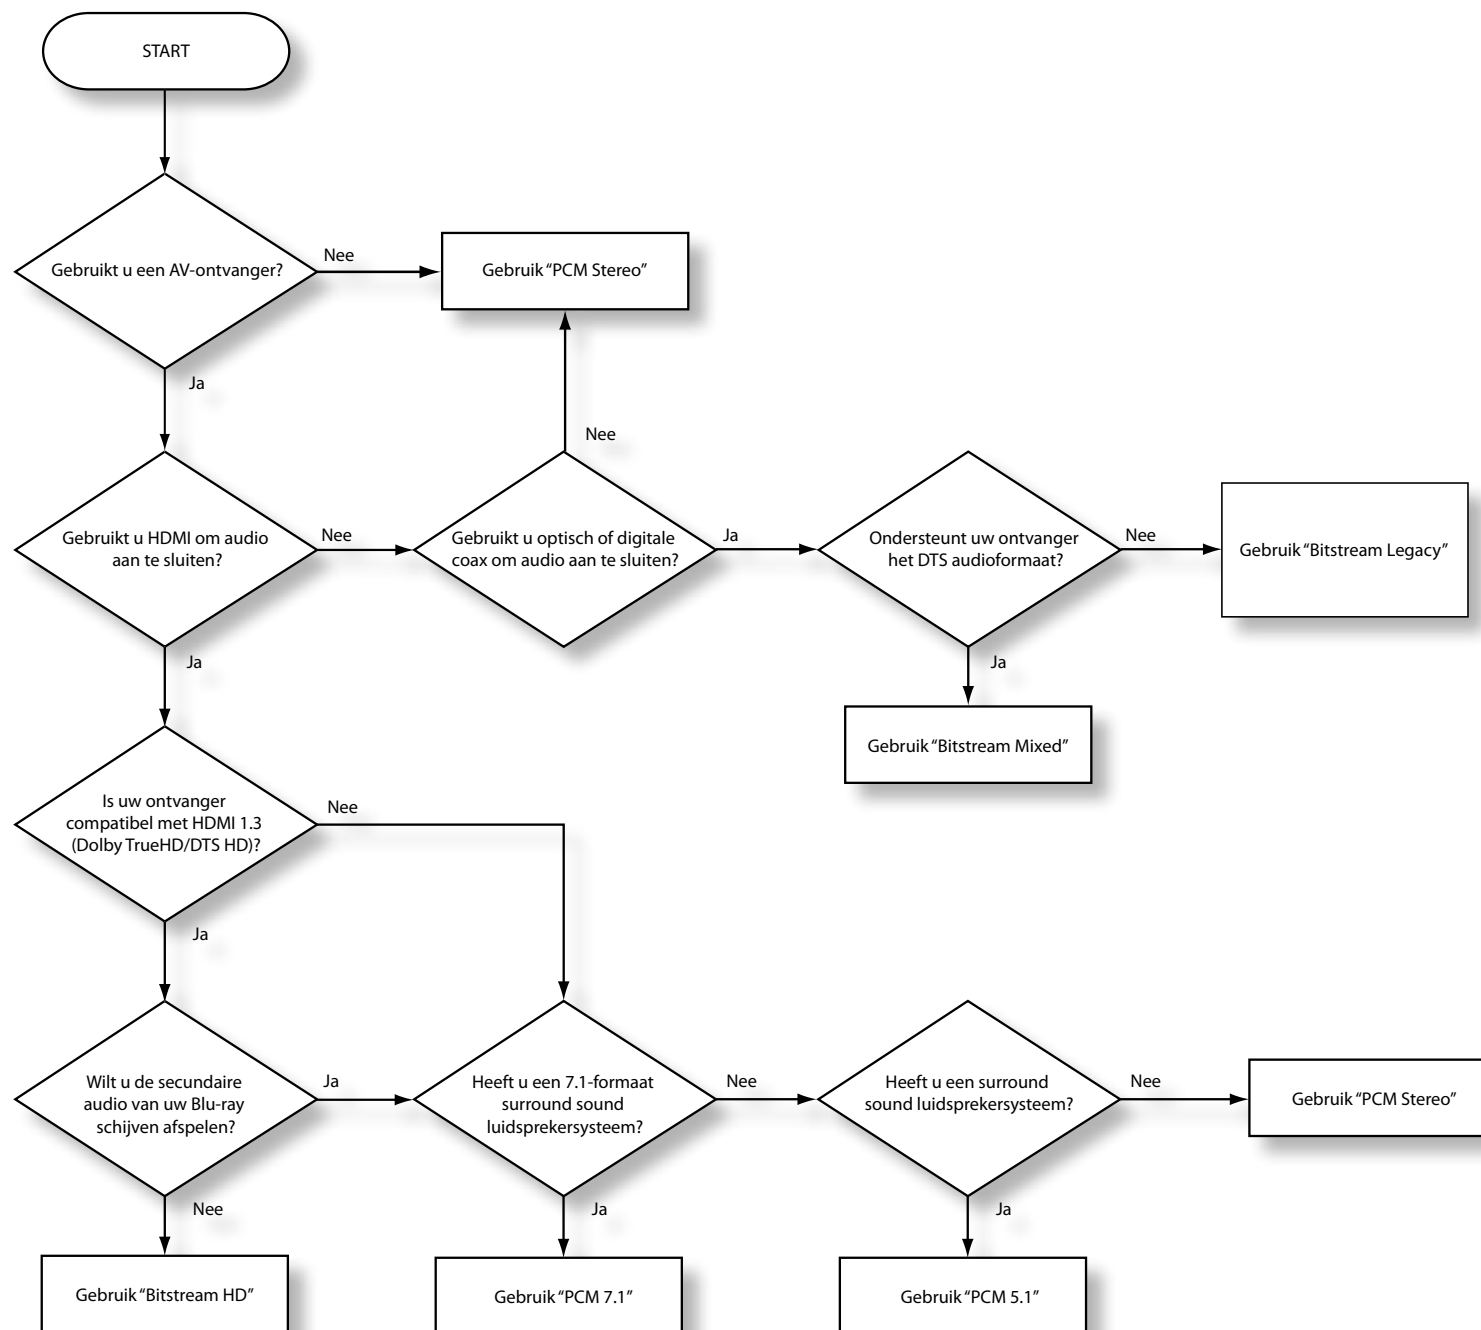 START
Gebruikt u een AV-ontvanger?
Nee
Gebruik “PCM Stereo”
Ja
Nee
Gebruikt u HDMI om audio
aan te sluiten?
Nee
Gebruikt u optisch of digitale
coax om audio aan te sluiten?
Ja
Ondersteunt uw ontvanger
het DTS audioformaat?
Nee
Gebruik “Bitstream Legacy”
Ja
Ja
Gebruik “Bitstream Mixed”
Is uw ontvanger
compatibel met HDMI 1.3
(Dolby TrueHD/DTS HD)?
Nee
Ja
Wilt u de secundaire
audio van uw Blu-ray
schijven afspelen?
Ja
Heeft u een 7.1-formaat
surround sound
luidsprekersysteem?
Nee
Heeft u een surround
sound luidsprekersysteem?
Nee
Gebruik “PCM Stereo”
Nee
Ja
Ja
Gebruik “Bitstream HD”
Gebruik “PCM 7.1”
Gebruik “PCM 5.1”